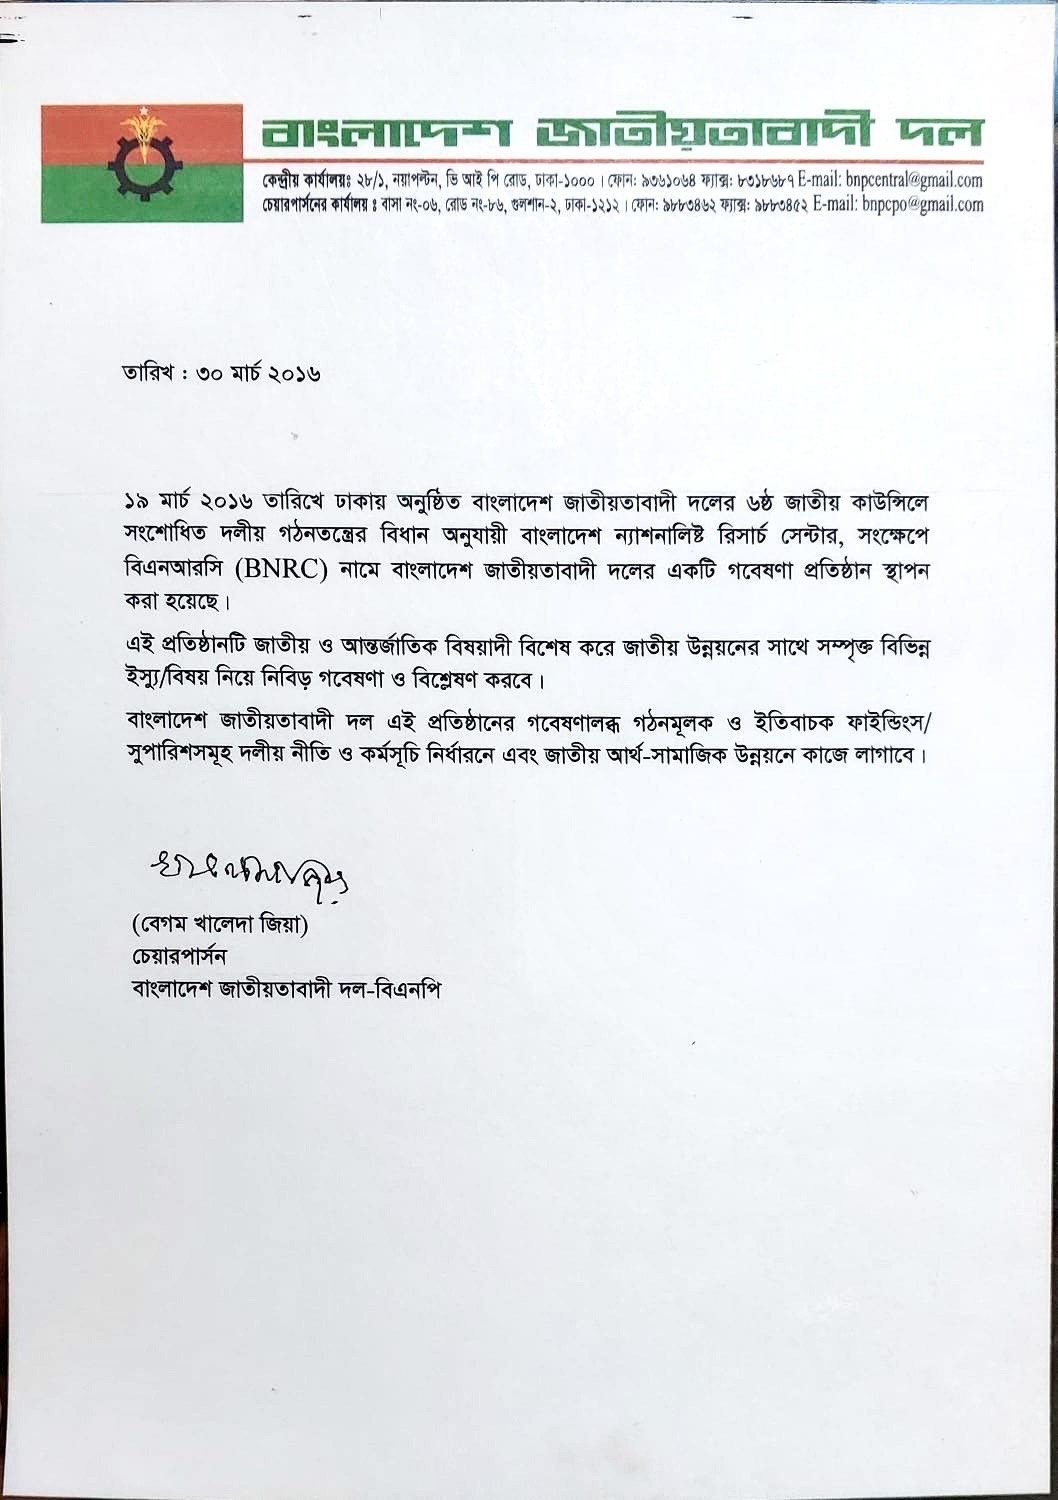 বাংলাদেশ জাতীয়তাবাদী দল
কেন্দ্রীয় কার্যালয়ঃ ২৮/১, নয়াপল্টন, ভি আই পি রোড, ঢাকা-১০০০ । ফোন: ৯৩৬১০৬৪ ফ্যাক্স: ৮৩১৮৬৮৭ E-mail: bnpcentral@gmail.com
চেয়ারপার্সনের কার্যালয় ঃ বাসা নং-০৬, রোড নং-৮৬, গুলশান-২, ঢাকা-১২১২ । ফোন: ৯৮৮৩৪৬২ ফ্যাক্স: ৯৮৮৩৪৫২ E-mail: bnpcpo@gmail.com
তারিখ : ৩০ মার্চ ২০১৬
১৯ মার্চ ২০১৬ তারিখে ঢাকায় অনুষ্ঠিত বাংলাদেশ জাতীয়তাবাদী দলের ৬ষ্ঠ জাতীয় কাউন্সিলে
সংশোধিত দলীয় গঠনতন্ত্রের বিধান অনুযায়ী বাংলাদেশ ন্যাশনালিষ্ট রিসার্চ সেন্টার, সংক্ষেপে
বিএনআরসি (BNRC) নামে বাংলাদেশ জাতীয়তাবাদী দলের একটি গবেষণা প্রতিষ্ঠান স্থাপন
করা হয়েছে।
এই প্রতিষ্ঠানটি জাতীয় ও আন্তর্জাতিক বিষয়াদী বিশেষ করে জাতীয় উন্নয়নের সাথে সম্পৃক্ত বিভিন্ন
ইস্যু/বিষয় নিয়ে নিবিড় গবেষণা ও বিশ্লেষণ করবে।
বাংলাদেশ জাতীয়তাবাদী দল এই প্রতিষ্ঠানের গবেষণালব্ধ গঠনমূলক ও ইতিবাচক ফাইন্ডিংস/
সুপারিশসমূহ দলীয় নীতি ও কর্মসূচি নির্ধারনে এবং জাতীয় আর্থ-সামাজিক উন্নয়নে কাজে লাগাবে।
(বেগম খালেদা জিয়া)
চেয়ারপার্সন
বাংলাদেশ জাতীয়তাবাদী দল-বিএনপি